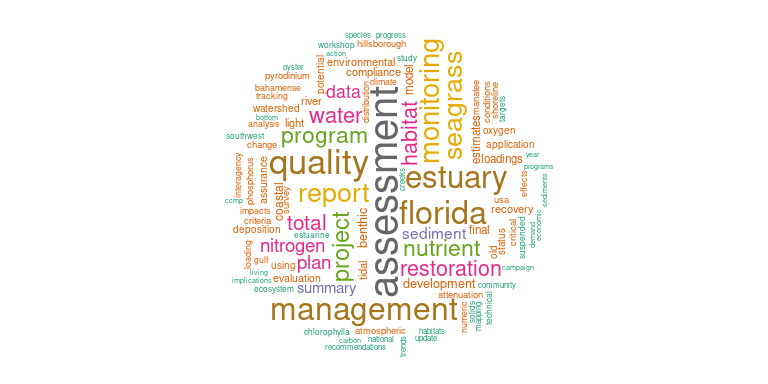 species progress
workshop hillsborough
action
environmental study
oyster
potential
compliance
model
monitoring
seagrass
pyrodinium
climate
bahamense
data
distribution
tracking
river
conditions
shoreline
manatee
targets
watershed
water
habitat
estimates
bottom
analysis light
oxygen
southwest
program
application
change
assessment
quality
loadings
year
programs
interagency
phosphorus
assurance
coastal
survey
creeks
estuary
effects
sediments
ccmp
report
usa
impacts
florida
recovery
criteria
total
project
benthic
deposition
estuarine
sediment final
old
status
critical
suspended
demand
economic
nitrogen
nutrient
loading
gulf using plan
tidal
restoration campaign
living
implications evaluation
ecosystem summary
development community
attenuation
management
numeric
solids
mapping
technical
chlorophylla atmospheric habitats
carbon national update
recommendations
trends